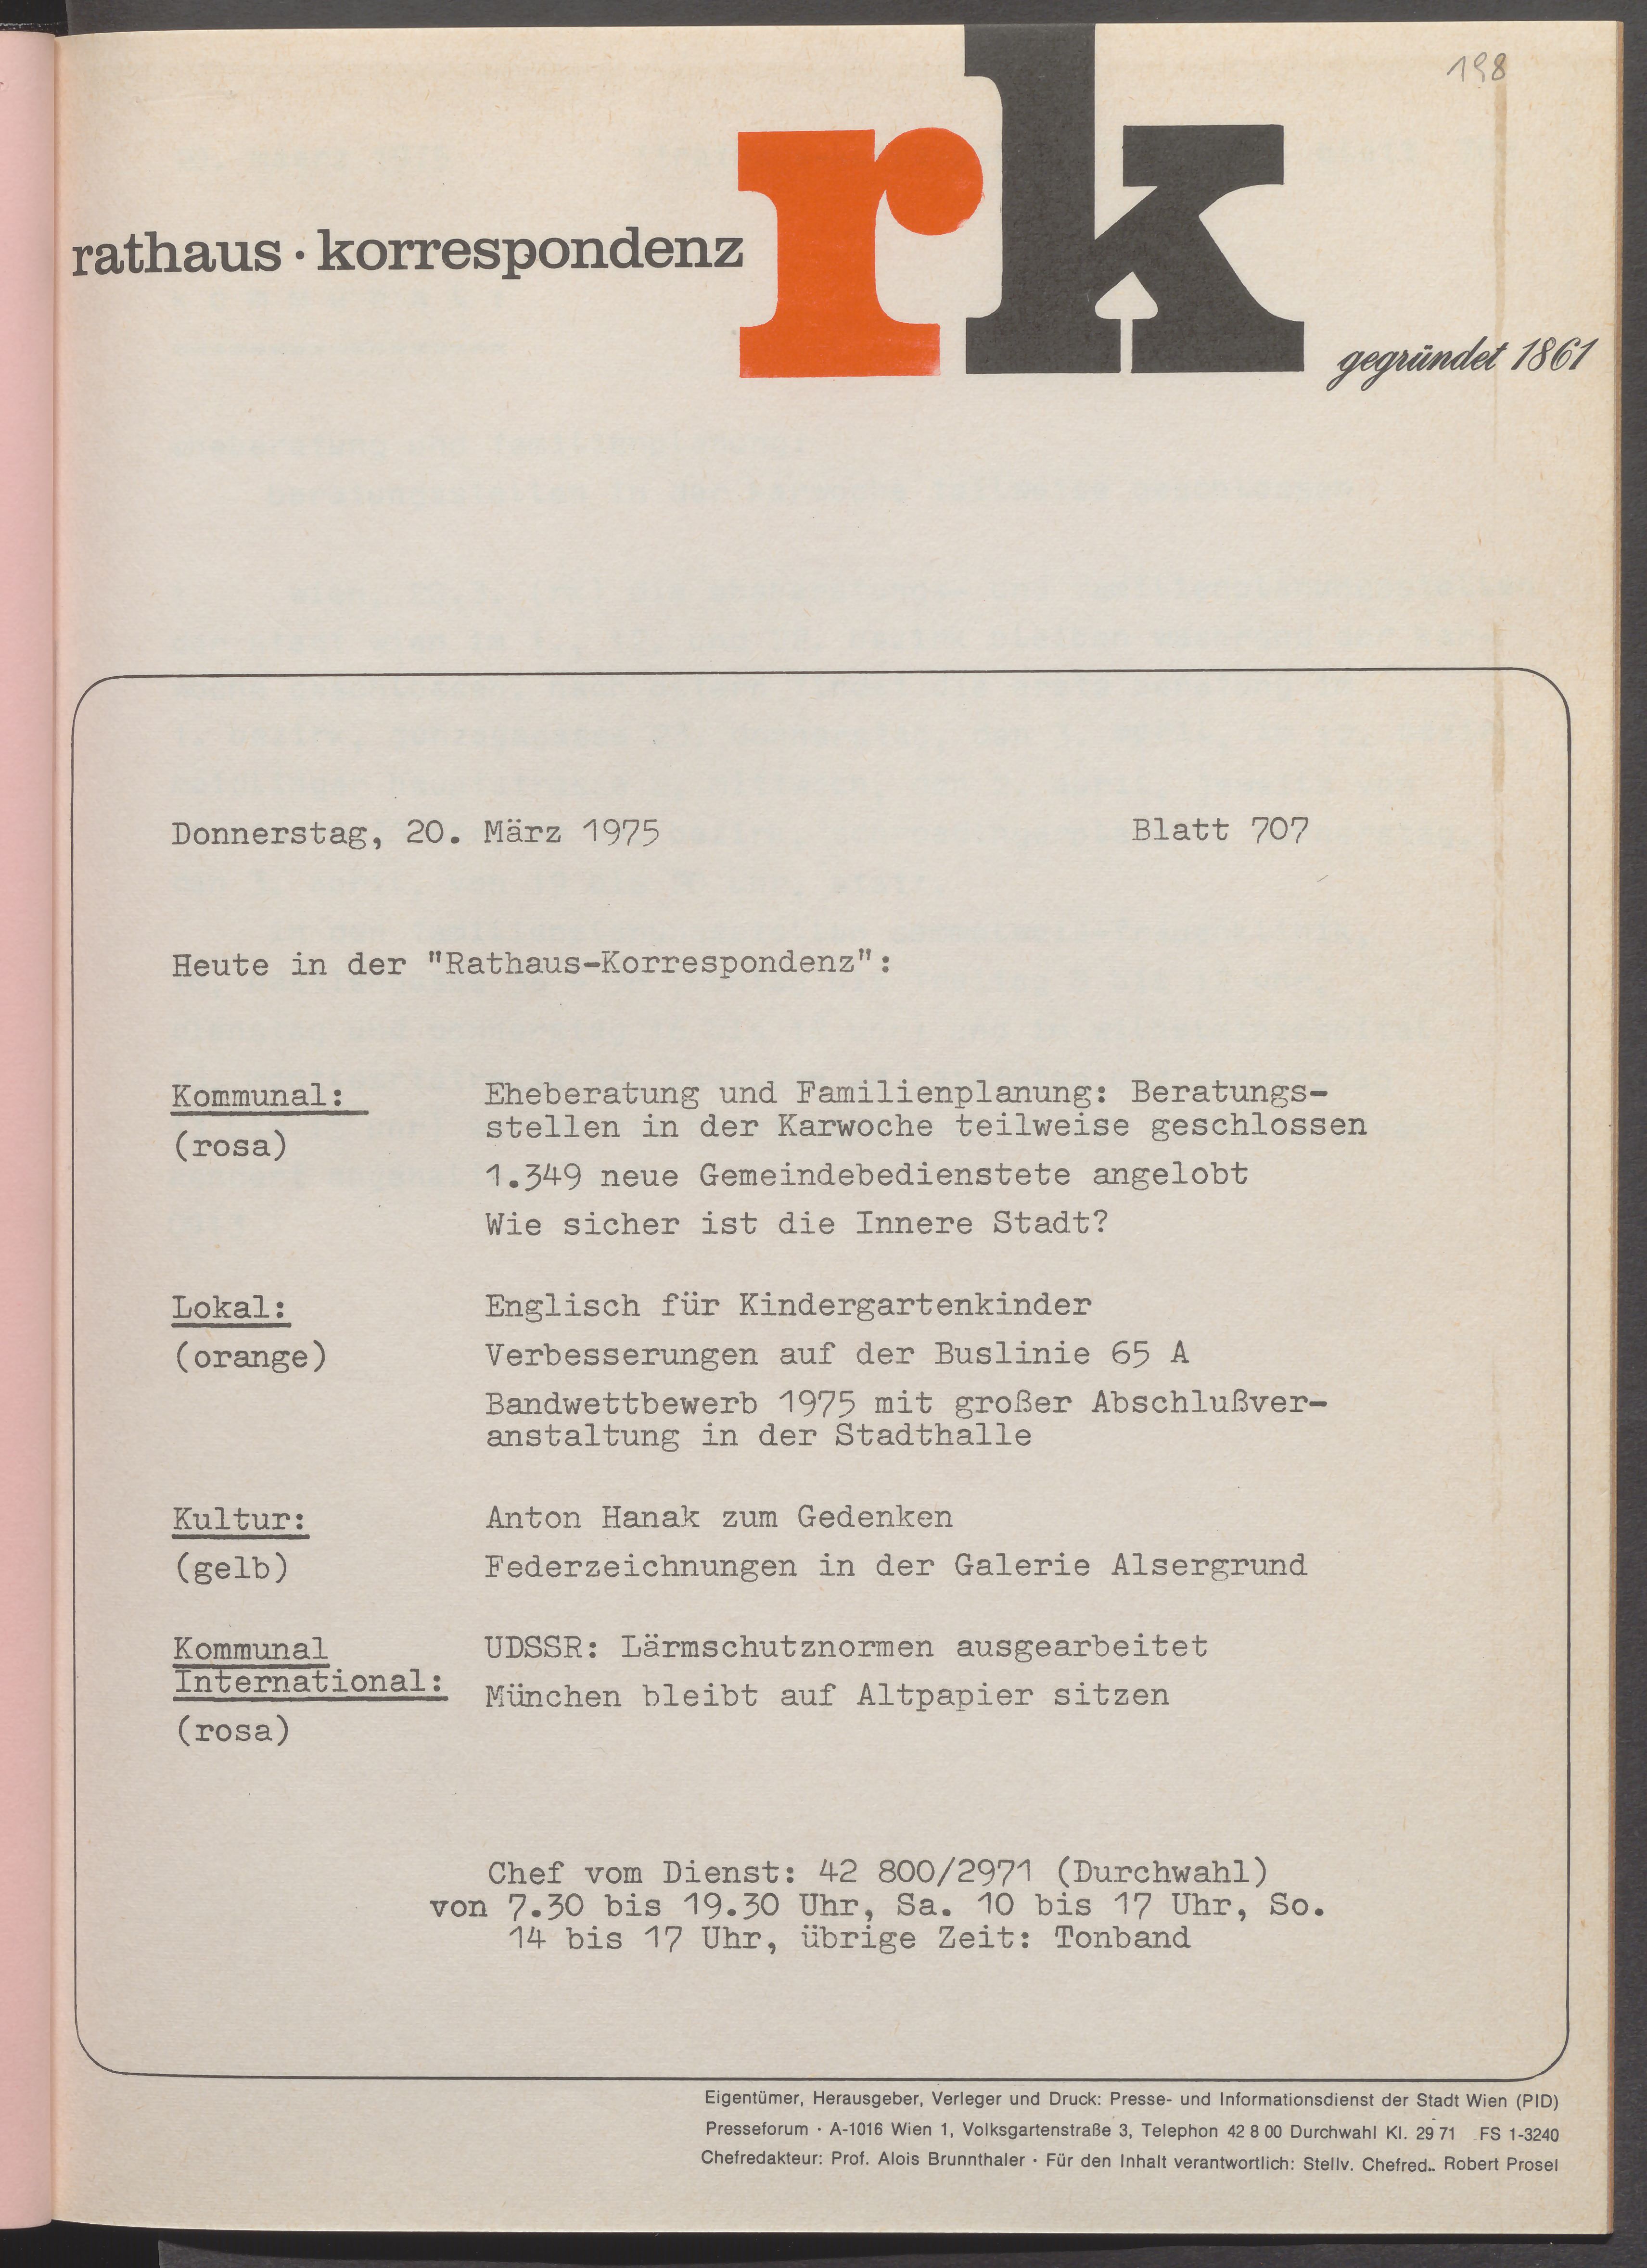 198
rk
rathaus · korrespondenz
gegründet 1861
Donnerstag, 20. März 1975 Blatt 707
Heute in der "Rathaus-Korrespondenz":
Kommunal: Eheberatung und Familienplanung: Beratungs-
stellen in der Karwoche teilweise geschlossen
(rosa)
1.349 neue Gemeindebedienstete angelobt
Wie sicher ist die Innere Stadt?
Lokal: Englisch für Kindergartenkinder
(orange) Verbesserungen auf der Buslinie 65 A
Bandwettbewerb 1975 mit großer Abschlußver-
anstaltung in der Stadthalle
Kultur: Anton Hanak zum Gedenken
(gelb) Federzeichnungen in der Galerie Alsergrund
Kommunal UDSSR: Lärmschutznormen ausgearbeitet
International: München bleibt auf Altpapier sitzen
(rosa)
Chef vom Dienst: 42 800/2971 (Durchwahl)
von 7.30 bis 19.30 Uhr, Sa. 10 bis 17 Uhr, So.
14 bis 17 Uhr, übrige Zeit: Tonband
Eigentümer, Herausgeber, Verleger und Druck: Presse- und Informationsdienst der Stadt Wien (PID)
Presseforum · A-1016 Wien 1, Volksgartenstraße 3, Telephon 42 8 00 Durchwahl Kl. 29 71 FS 1-3240
Chefredakteur: Prof. Alois Brunnthaler · Für den Inhalt verantwortlich: Stellv. Chefred.. Robert Prosel